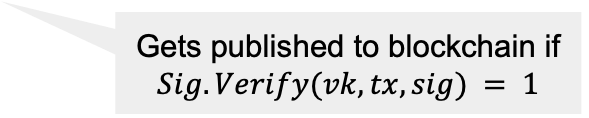 Gets published to blockchain if
Sig.Verify(vk, tx, sig) = 1